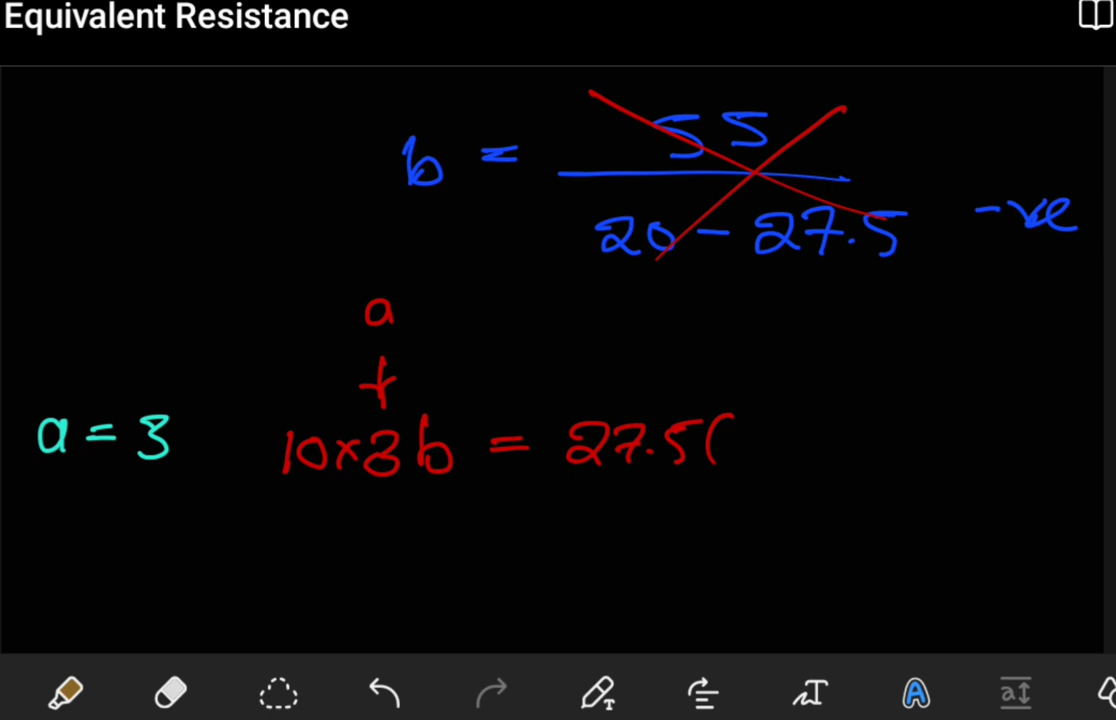 Equivalent Resistance
b = 55
20 - 27.5 -ve
a
↑
a = 3 10×3b = 27.5(
T T A a